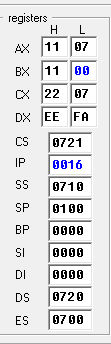 registers
H L
AX 11 07
BX 11 00
CX 22 07
DX EE FA
CS 0721
IP 0016
SS 0710
SP 0100
BP 0000
SI 0000
DI 0000
DS 0720
ES 0700